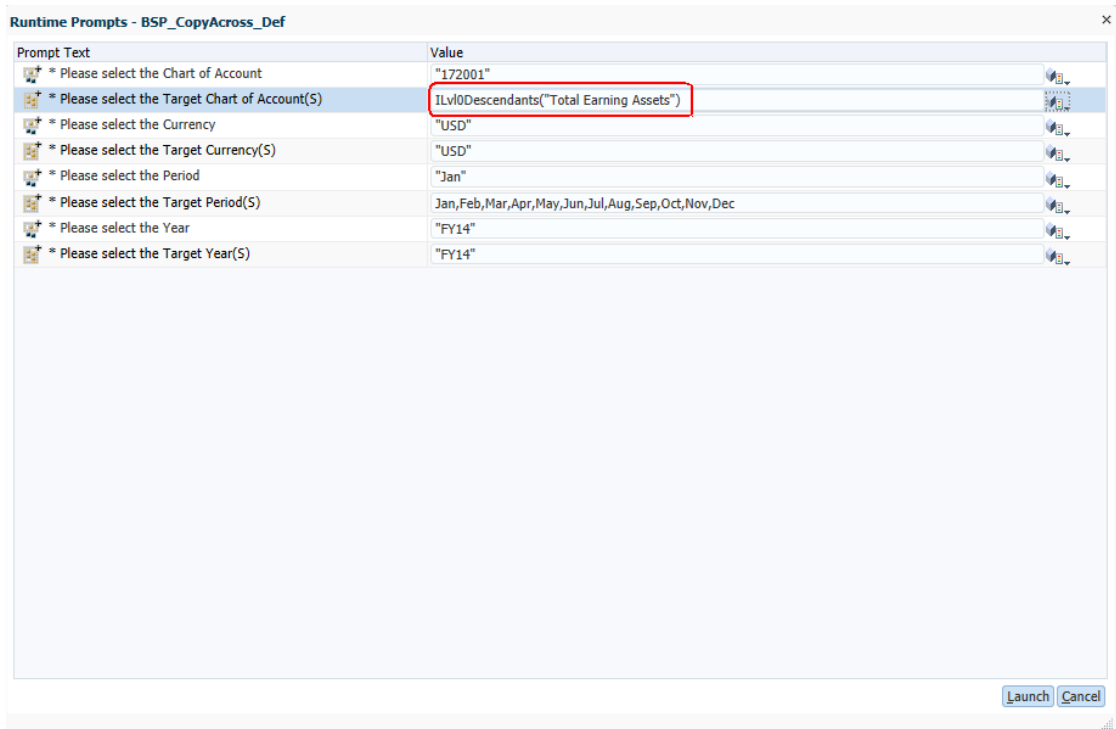 Runtime Prompts - BSP_CopyAcross_Def
Prompt Text Value
* Please select the Chart of Account "172001"
* Please select the Target Chart of Account(S) ILvl0Descendants("Total Earning Assets")
* Please select the Currency "USD"
* Please select the Target Currency(S) "USD"
* Please select the Period "Jan"
* Please select the Target Period(S) Jan,Feb,Mar,Apr,May,Jun,Jul,Aug,Sep,Oct,Nov,Dec
* Please select the Year "FY14"
* Please select the Target Year(S) "FY14"
Launch Cancel